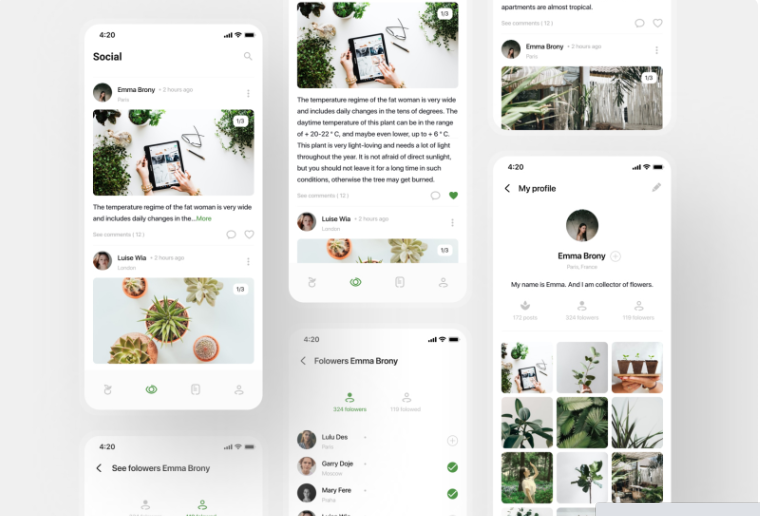 4:20
Social
Emma Brony • 2 hours ago
Paris
1/3
The temperature regime of the fat woman is very wide
and includes daily changes in the...More
See comments ( 12 )
Luise Wia • 2 hours ago
London
1/3
4:20
See folowers Emma Brony
1/3
The temperature regime of the fat woman is very wide
and includes daily changes in the tens of degrees. The
daytime temperature of this plant can be in the range
of + 20-22 ° C, and maybe even lower, up to + 6 ° C.
This plant is very light-loving and needs a lot of light
throughout the year. It is not afraid of direct sunlight,
but you should not leave it for a long time in such
conditions, otherwise the tree may get burned.
See comments ( 12 )
Luise Wia • 2 hours ago
London
1/3
4:20
Folowers Emma Brony
324 folowers
118 folowed
Lulu Des
Paris
Garry Doje
Moscow
Mary Fere
Praha
apartments are almost tropical.
See comments ( 12 )
Emma Brony • 2 hours ago
Paris
1/3
4:20
My profile
Emma Brony
Paris, France
My name is Emma. And I am collector of flowers.
172 posts
324 folowers
118 folowers